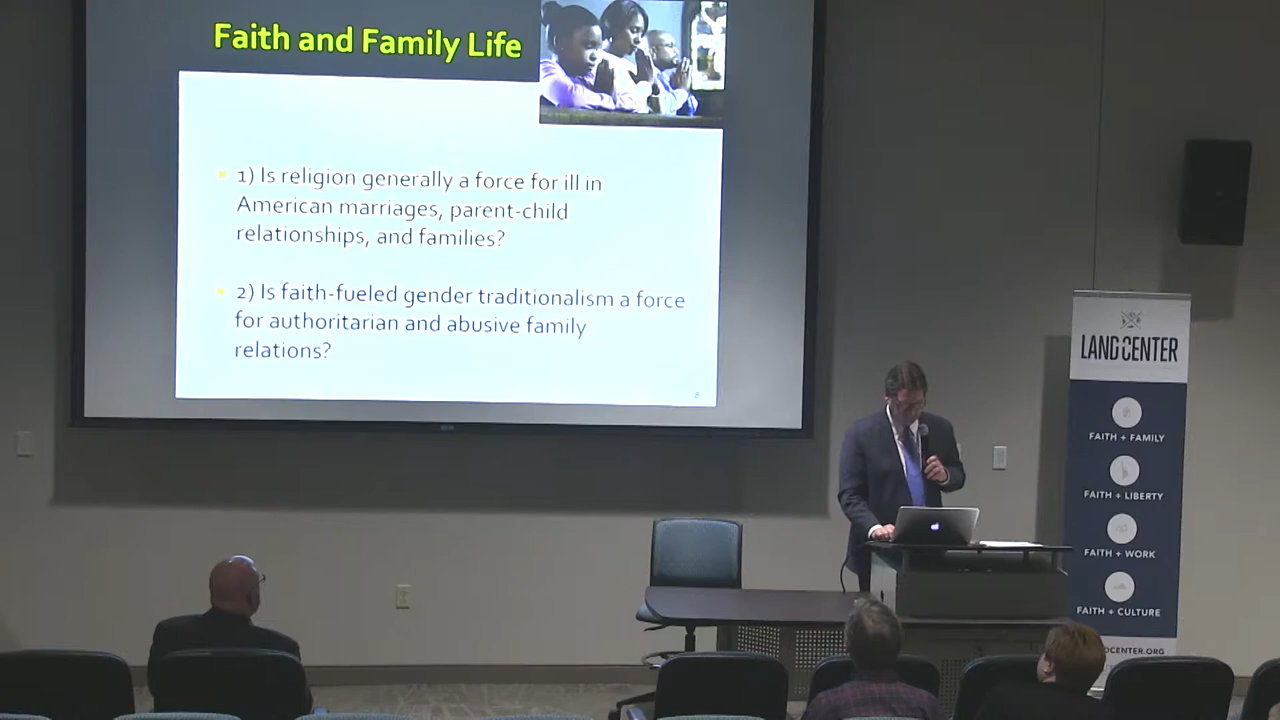 Faith and Family Life
1) Is religion generally a force for ill in
American marriages, parent-child
relationships, and families?
2) Is faith-fueled gender traditionalism a force
for authoritarian and abusive family
relations?
LAND CENTER
FAITH + FAMILY
FAITH + LIBERTY
FAITH + WORK
FAITH + CULTURE
DCENTER.ORG